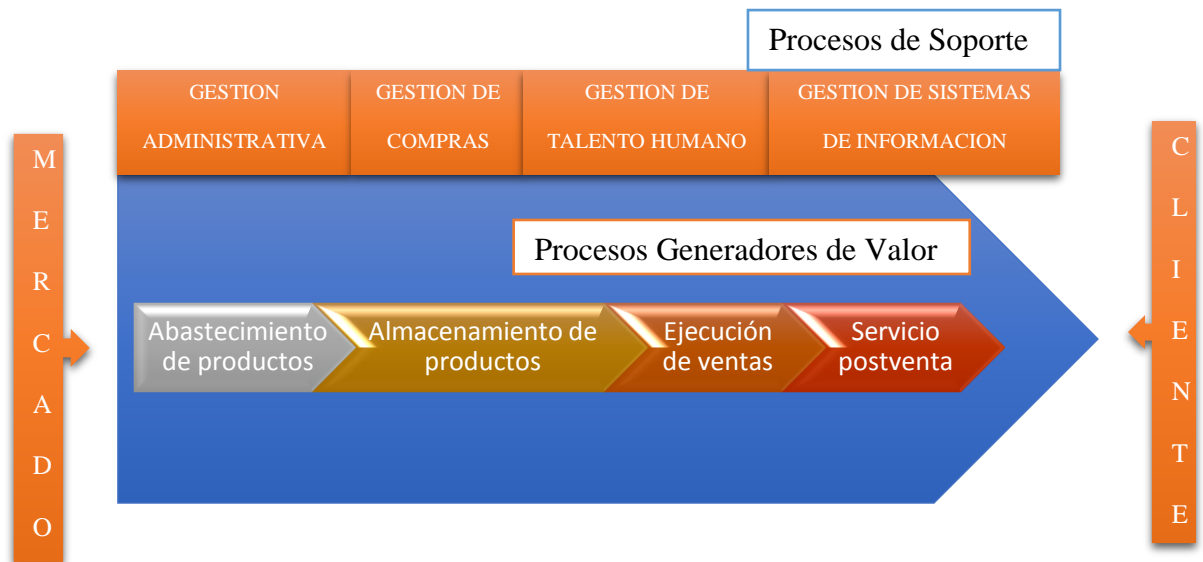 Procesos de Soporte
GESTION
ADMINISTRATIVA
GESTION DE
COMPRAS
GESTION DE
TALENTO HUMANO
GESTION DE SISTEMAS
DE INFORMACION
M
E
R
C
A
D
O
Procesos Generadores de Valor
Abastecimiento
de productos
Almacenamiento de
productos
Ejecución
de ventas
Servicio
postventa
C
L
I
E
N
T
E